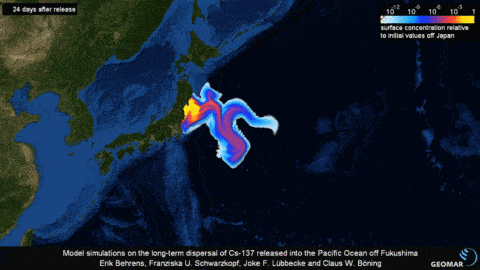 24 days after release
10⁻¹² 10⁻⁹ 10⁻⁶ 10⁻³ 1
surface concentration relative
to initial values off Japan
Model simulations on the long-term dispersal of Cs-137 released into the Pacific Ocean off Fukushima
Erik Behrens, Franziska U. Schwarzkopf, Joke F. Lübbecke and Claus W. Böning
GEOMAR